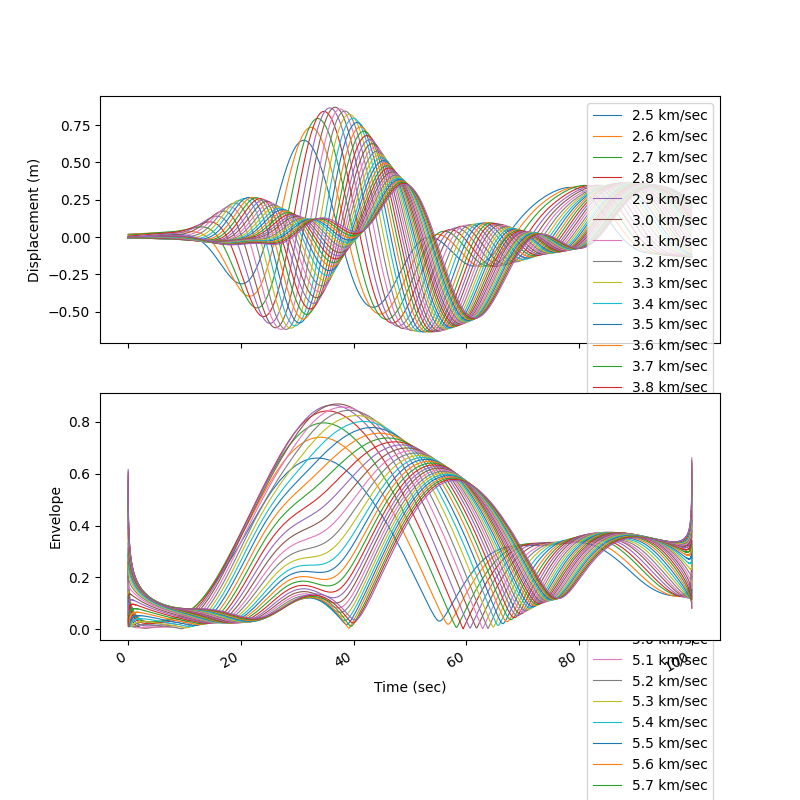 2.5 km/sec
2.6 km/sec
2.7 km/sec
2.8 km/sec
2.9 km/sec
3.0 km/sec
3.1 km/sec
3.2 km/sec
3.3 km/sec
3.4 km/sec
3.5 km/sec
3.6 km/sec
3.7 km/sec
3.8 km/sec
0.75
0.50
0.25
0.00
−0.25
−0.50
Displacement (m)
0.8
0.6
0.4
0.2
0.0
Envelope
0
20
40
60
80
100
Time (sec)
5.1 km/sec
5.2 km/sec
5.3 km/sec
5.4 km/sec
5.5 km/sec
5.6 km/sec
5.7 km/sec